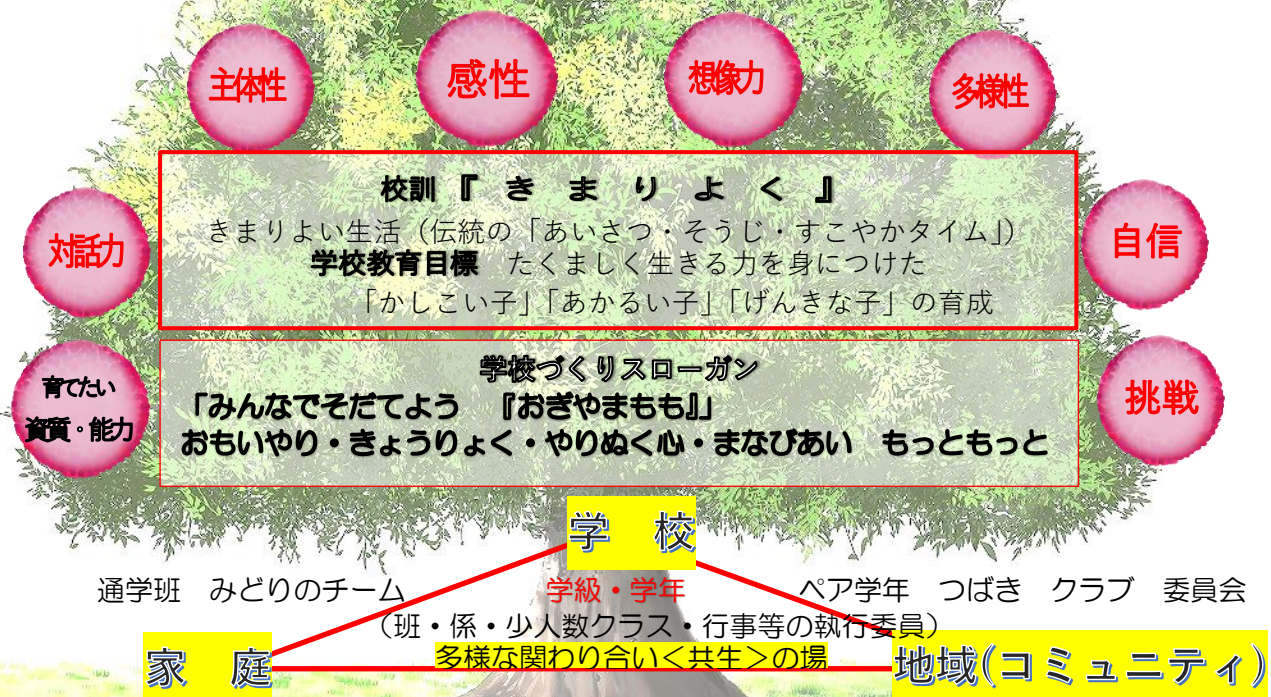 主体性
感性
想像力
多様性
校訓『 き ま り よ く 』
きまりよい生活（伝統の「あいさつ・そうじ・すこやかタイム」）
学校教育目標　たくましく生きる力を身につけた
「かしこい子」「あかるい子」「げんきな子」の育成
対話力
自信
育てたい
資質・能力
挑戦
学校づくりスローガン
「みんなでそだてよう　『おぎやまもも』」
おもいやり・きょうりょく・やりぬく心・まなびあい　もっともっと
学　校
通学班　みどりのチーム
学級・学年
ペア学年　つばき　クラブ　委員会
（班・係・少人数クラス・行事等の執行委員）
多様な関わり合い＜共生＞の場
家　庭
地域(コミュニティ)